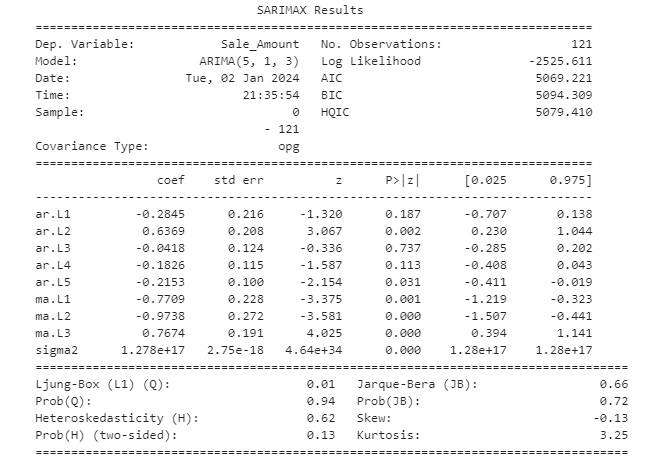 SARIMAX Results
==============================================================================
Dep. Variable: Sale_Amount No. Observations: 121
Model: ARIMA(5, 1, 3) Log Likelihood -2525.611
Date: Tue, 02 Jan 2024 AIC 5069.221
Time: 21:35:54 BIC 5094.309
Sample: 0 HQIC 5079.410
- 121
Covariance Type: opg
==============================================================================
coef std err z P>|z| [0.025 0.975]
------------------------------------------------------------------------------
ar.L1 -0.2845 0.216 -1.320 0.187 -0.707 0.138
ar.L2 0.6369 0.208 3.067 0.002 0.230 1.044
ar.L3 -0.0418 0.124 -0.336 0.737 -0.285 0.202
ar.L4 -0.1826 0.115 -1.587 0.113 -0.408 0.043
ar.L5 -0.2153 0.100 -2.154 0.031 -0.411 -0.019
ma.L1 -0.7709 0.228 -3.375 0.001 -1.219 -0.323
ma.L2 -0.9738 0.272 -3.581 0.000 -1.507 -0.441
ma.L3 0.7674 0.191 4.025 0.000 0.394 1.141
sigma2 1.278e+17 2.75e-18 4.64e+34 0.000 1.28e+17 1.28e+17
===================================================================================
Ljung-Box (L1) (Q): 0.01 Jarque-Bera (JB): 0.66
Prob(Q): 0.94 Prob(JB): 0.72
Heteroskedasticity (H): 0.62 Skew: -0.13
Prob(H) (two-sided): 0.13 Kurtosis: 3.25
===================================================================================